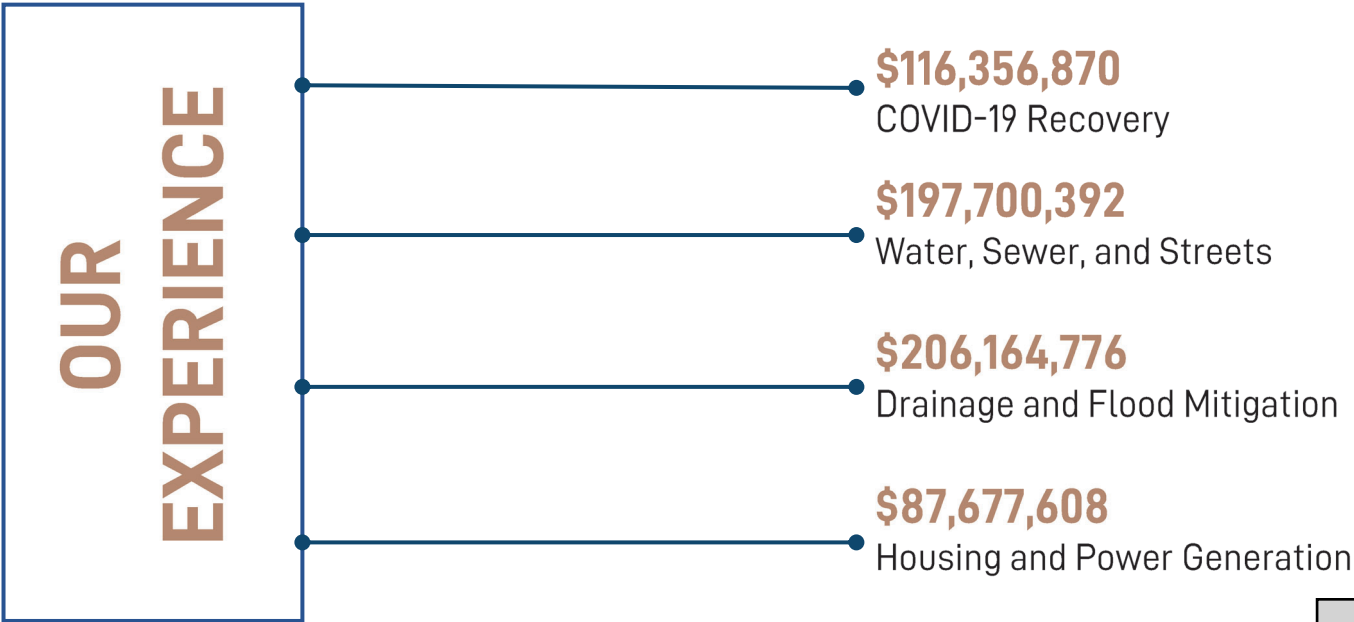 OUR
EXPERIENCE
$116,356,870
COVID-19 Recovery
$197,700,392
Water, Sewer, and Streets
$206,164,776
Drainage and Flood Mitigation
$87,677,608
Housing and Power Generation